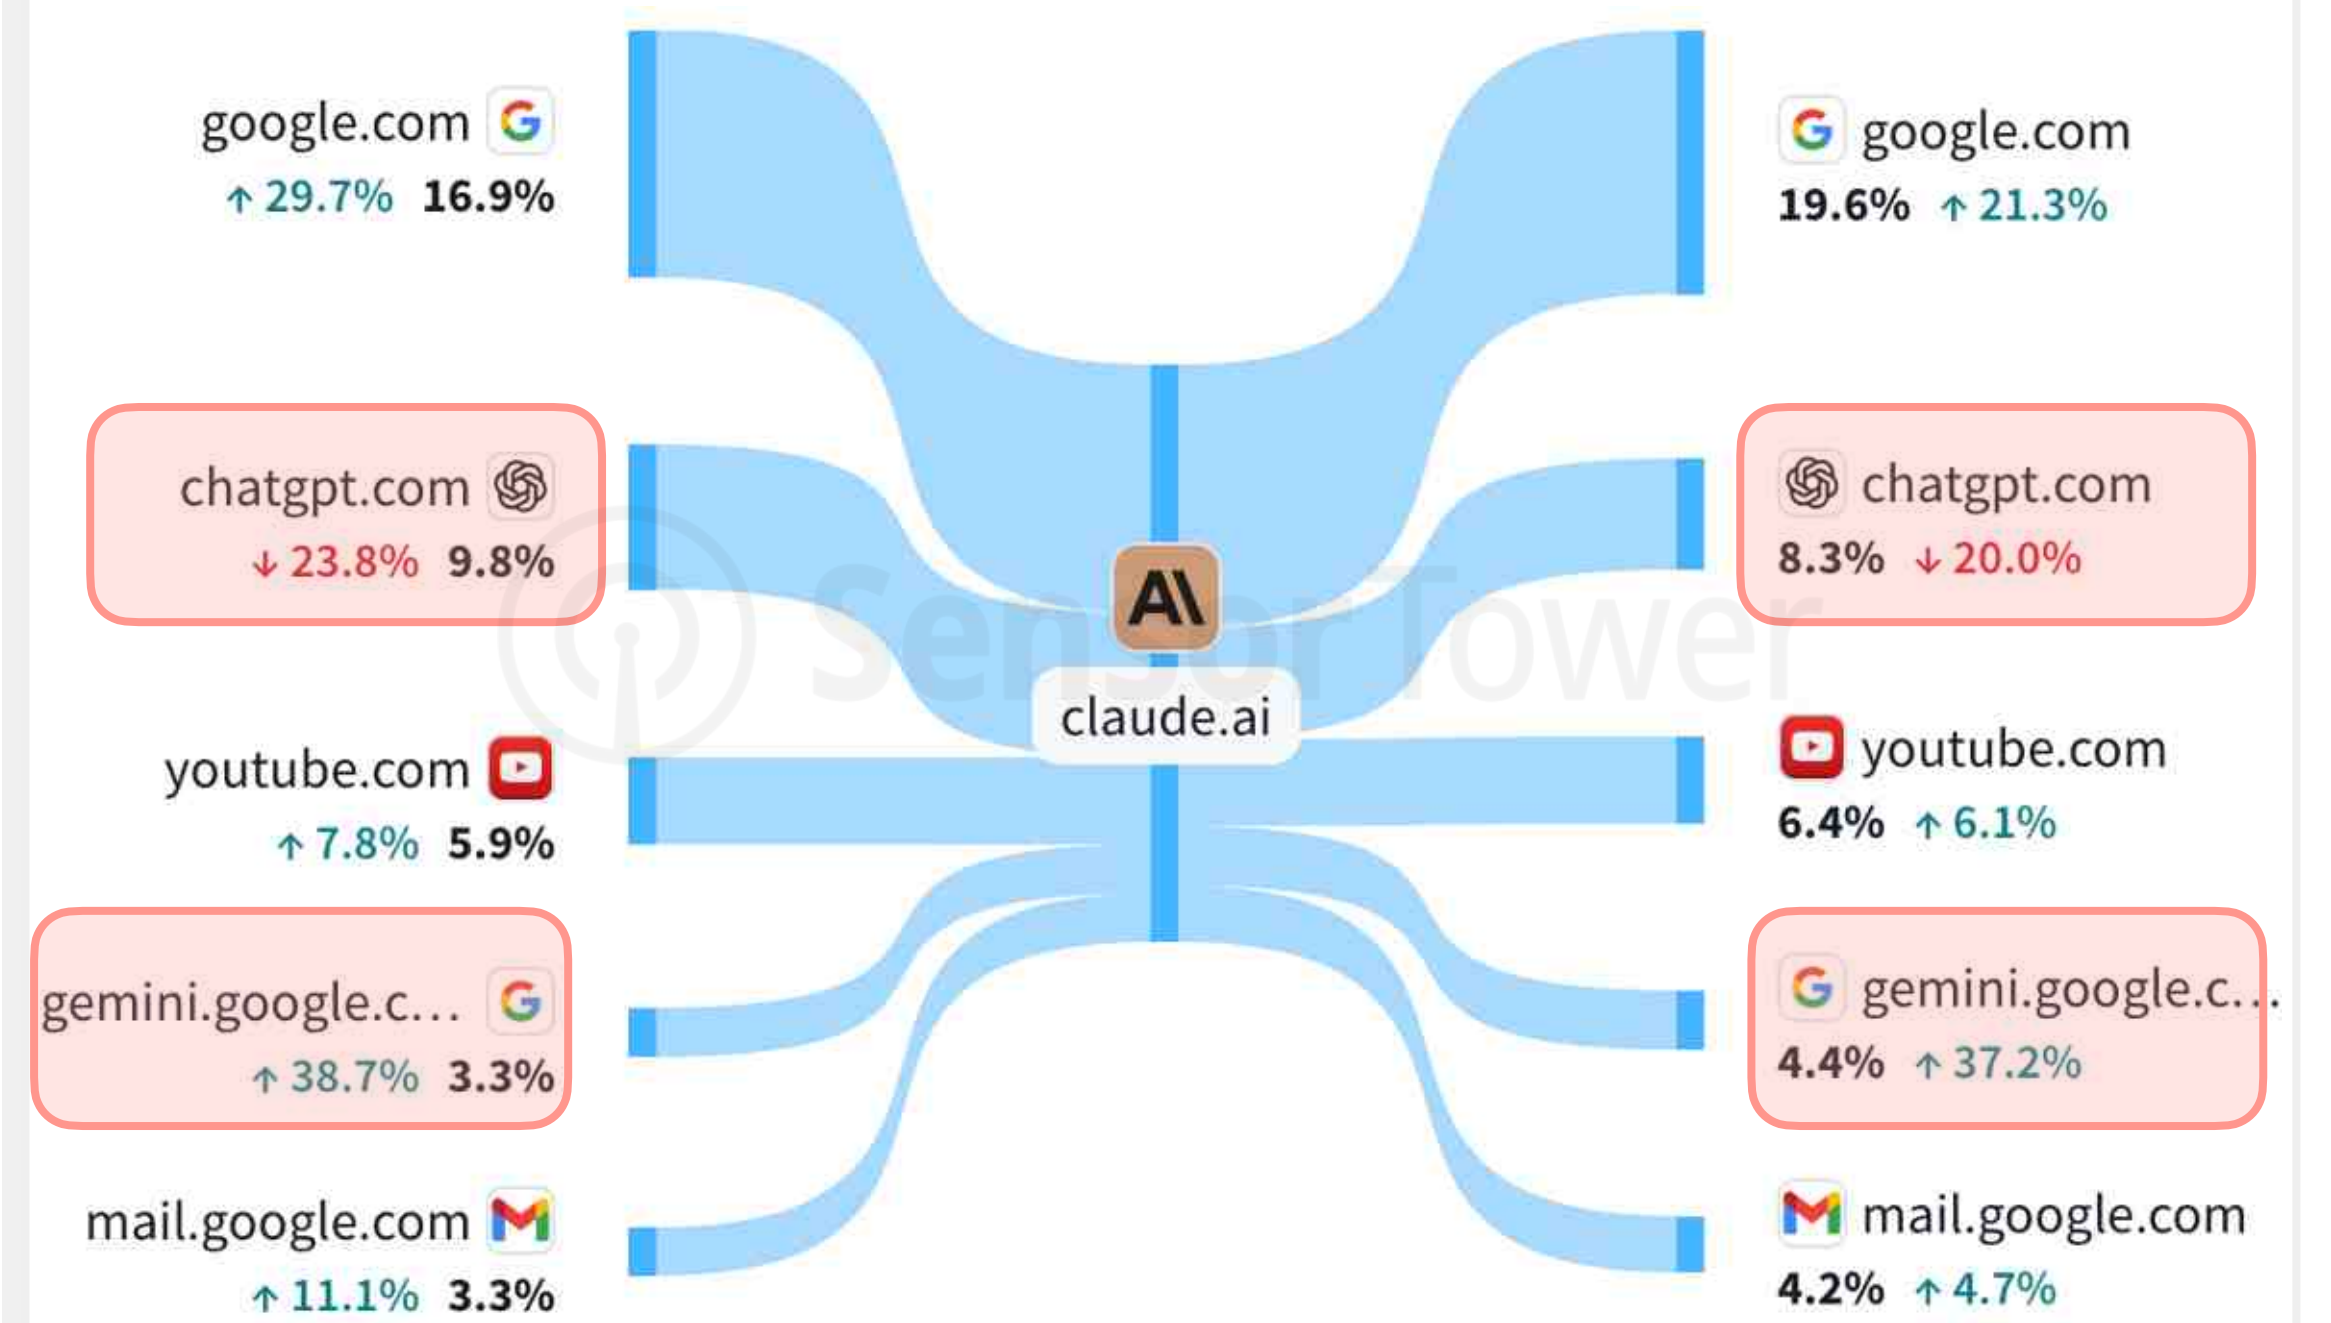 google.com
↑ 29.7% 16.9%
chatgpt.com
↓ 23.8% 9.8%
youtube.com
↑ 7.8% 5.9%
gemini.google.c...
↑ 38.7% 3.3%
mail.google.com
↑ 11.1% 3.3%
A\
claude.ai
SensorTower
google.com
19.6% ↑ 21.3%
chatgpt.com
8.3% ↓ 20.0%
youtube.com
6.4% ↑ 6.1%
gemini.google.c...
4.4% ↑ 37.2%
mail.google.com
4.2% ↑ 4.7%